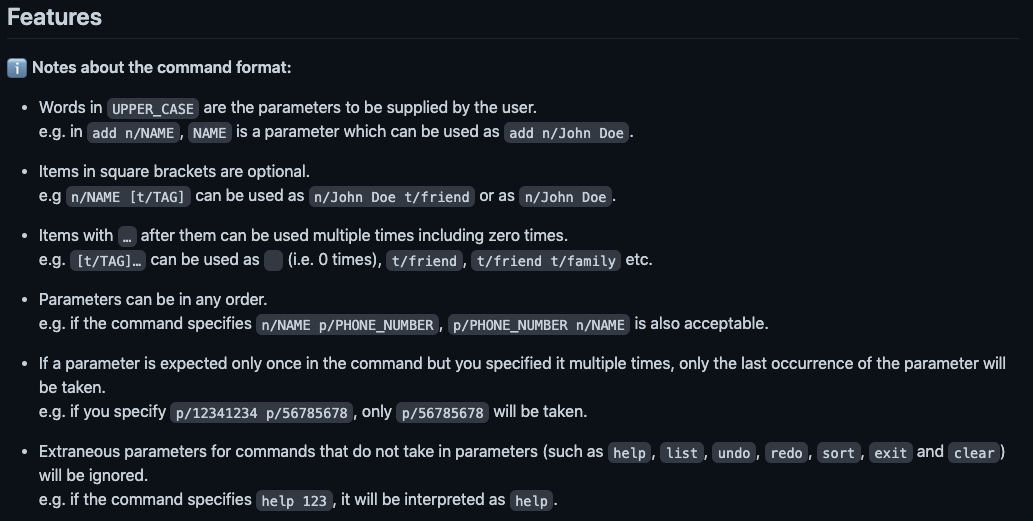 Features
Notes about the command format:
Words in UPPER_CASE are the parameters to be supplied by the user.
e.g. in add n/NAME, NAME is a parameter which can be used as add n/John Doe.
Items in square brackets are optional.
e.g n/NAME [t/TAG] can be used as n/John Doe t/friend or as n/John Doe.
Items with … after them can be used multiple times including zero times.
e.g. [t/TAG]… can be used as (i.e. 0 times), t/friend, t/friend t/family etc.
Parameters can be in any order.
e.g. if the command specifies n/NAME p/PHONE_NUMBER, p/PHONE_NUMBER n/NAME is also acceptable.
If a parameter is expected only once in the command but you specified it multiple times, only the last occurrence of the parameter will
be taken.
e.g. if you specify p/12341234 p/56785678, only p/56785678 will be taken.
Extraneous parameters for commands that do not take in parameters (such as help, list, undo, redo, sort, exit and clear)
will be ignored.
e.g. if the command specifies help 123, it will be interpreted as help.